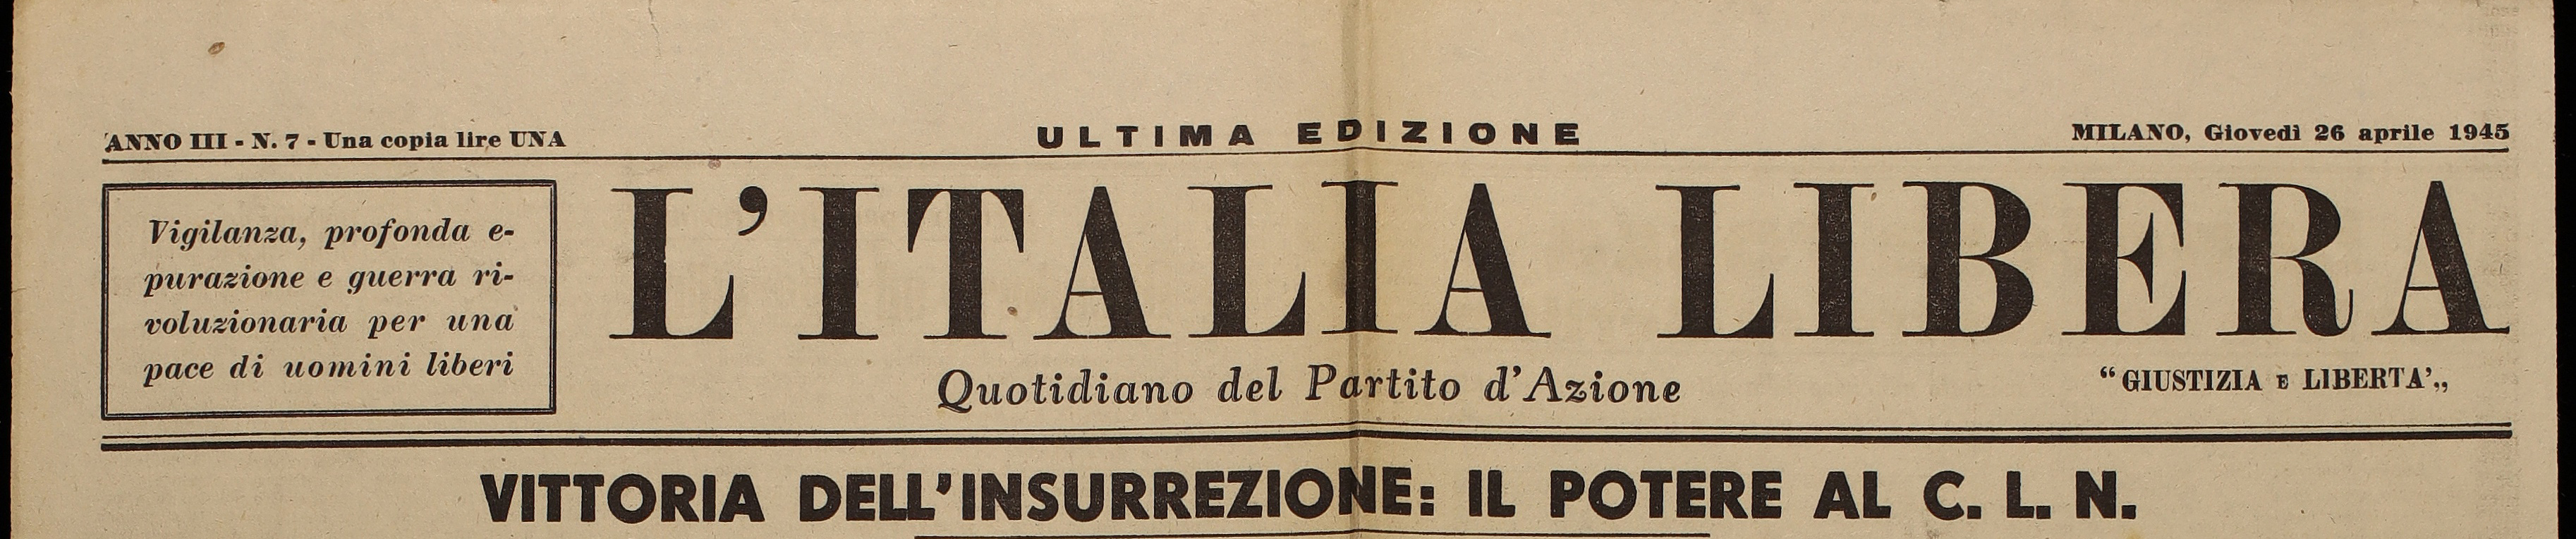 ANNO III - N. 7 - Una copia lire UNA
ULTIMA EDIZIONE
MILANO, Giovedì 26 aprile 1945
Vigilanza, profonda e-
purazione e guerra ri-
voluzionaria per una
pace di uomini liberi
L'ITALIA LIBERA
Quotidiano del Partito d'Azione
“GIUSTIZIA E LIBERTA'„
VITTORIA DELL'INSURREZIONE: IL POTERE AL C. L. N.